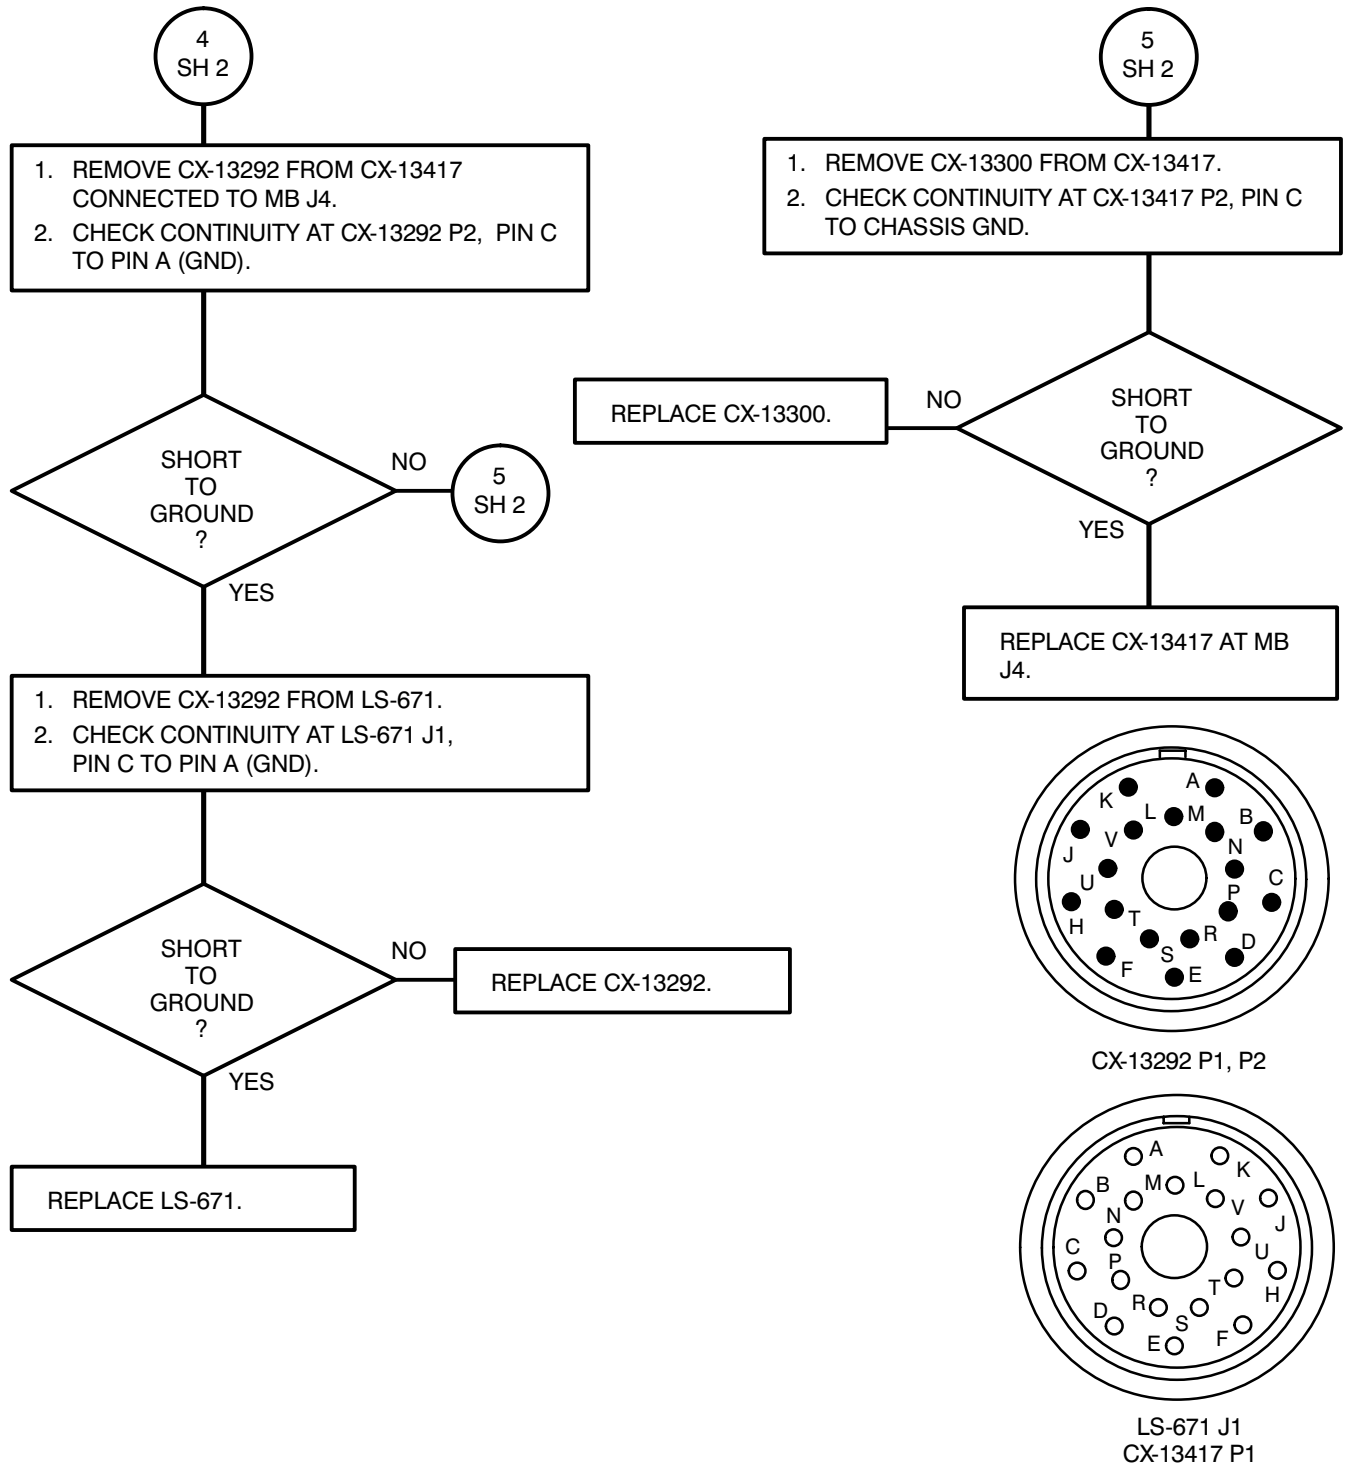 4
SH 2
1. REMOVE CX-13292 FROM CX-13417
CONNECTED TO MB J4.
2. CHECK CONTINUITY AT CX-13292 P2, PIN C
TO PIN A (GND).
SHORT
TO
GROUND
?
NO
5
SH 2
YES
1. REMOVE CX-13292 FROM LS-671.
2. CHECK CONTINUITY AT LS-671 J1,
PIN C TO PIN A (GND).
SHORT
TO
GROUND
?
NO
REPLACE CX-13292.
YES
REPLACE LS-671.
5
SH 2
1. REMOVE CX-13300 FROM CX-13417.
2. CHECK CONTINUITY AT CX-13417 P2, PIN C
TO CHASSIS GND.
SHORT
TO
GROUND
?
NO
REPLACE CX-13300.
YES
REPLACE CX-13417 AT MB
J4.
K
A
L
M
B
J
V
N
U
C
P
H
T
R
D
S
F
E
CX-13292 P1, P2
A
K
B
M
L
N
V
J
C
U
P
T
H
D
R
S
F
E
LS-671 J1
CX-13417 P1